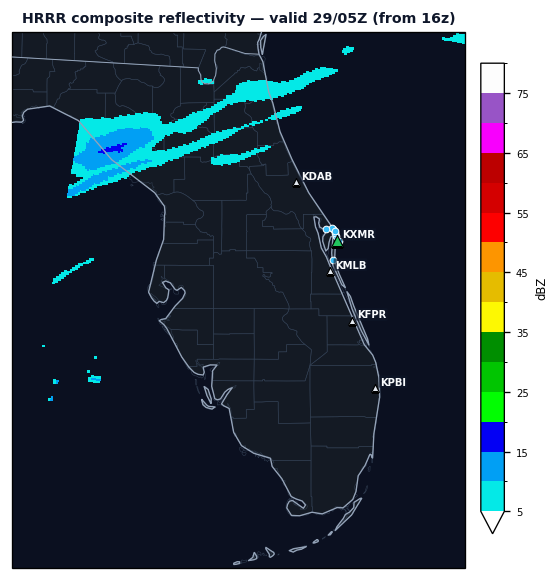 HRRR composite reflectivity — valid 29/05Z (from 16z)
KDAB
KXMR
KMLB
KFPR
KPBI
75
65
55
45
35
25
15
5
dBZ